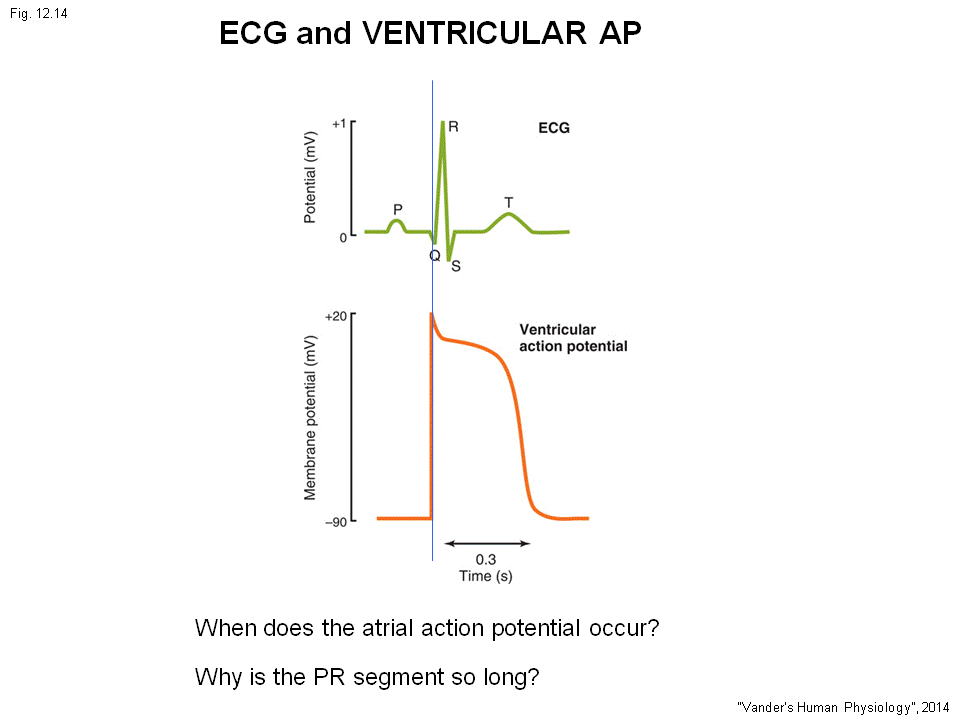 Fig. 12.14
ECG and VENTRICULAR AP
+1
R
ECG
Potential (mV)
P
T
0
Q
S
+20
Ventricular
action potential
Membrane potential (mV)
–90
0.3
Time (s)
When does the atrial action potential occur?
Why is the PR segment so long?
"Vander's Human Physiology", 2014